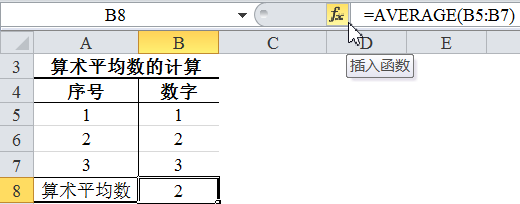 B8 fx =AVERAGE(B5:B7)
A B C D E
插入函数
3 算术平均数的计算
4 序号 数字
5 1 1
6 2 2
7 3 3
8 算术平均数 2